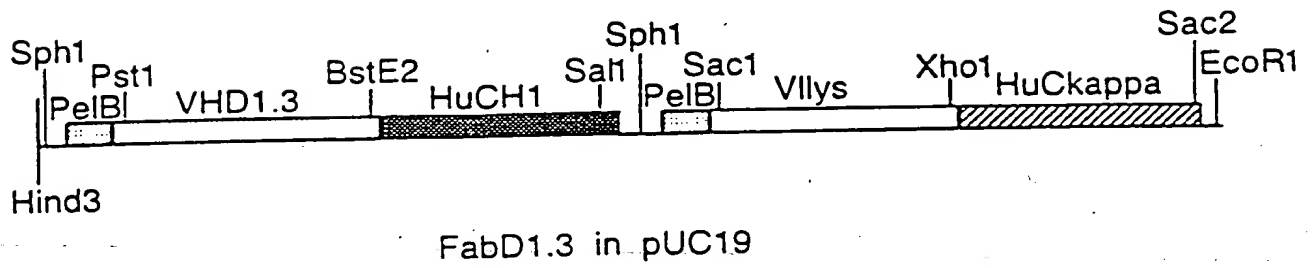 Sph1 Sph1 Sac2
Pst1 BstE2 Sal1 Sac1 Xho1 EcoR1
PelB VHD1.3 HuCH1 PelB Vllys HuCkappa
Hind3
FabD1.3 in pUC19